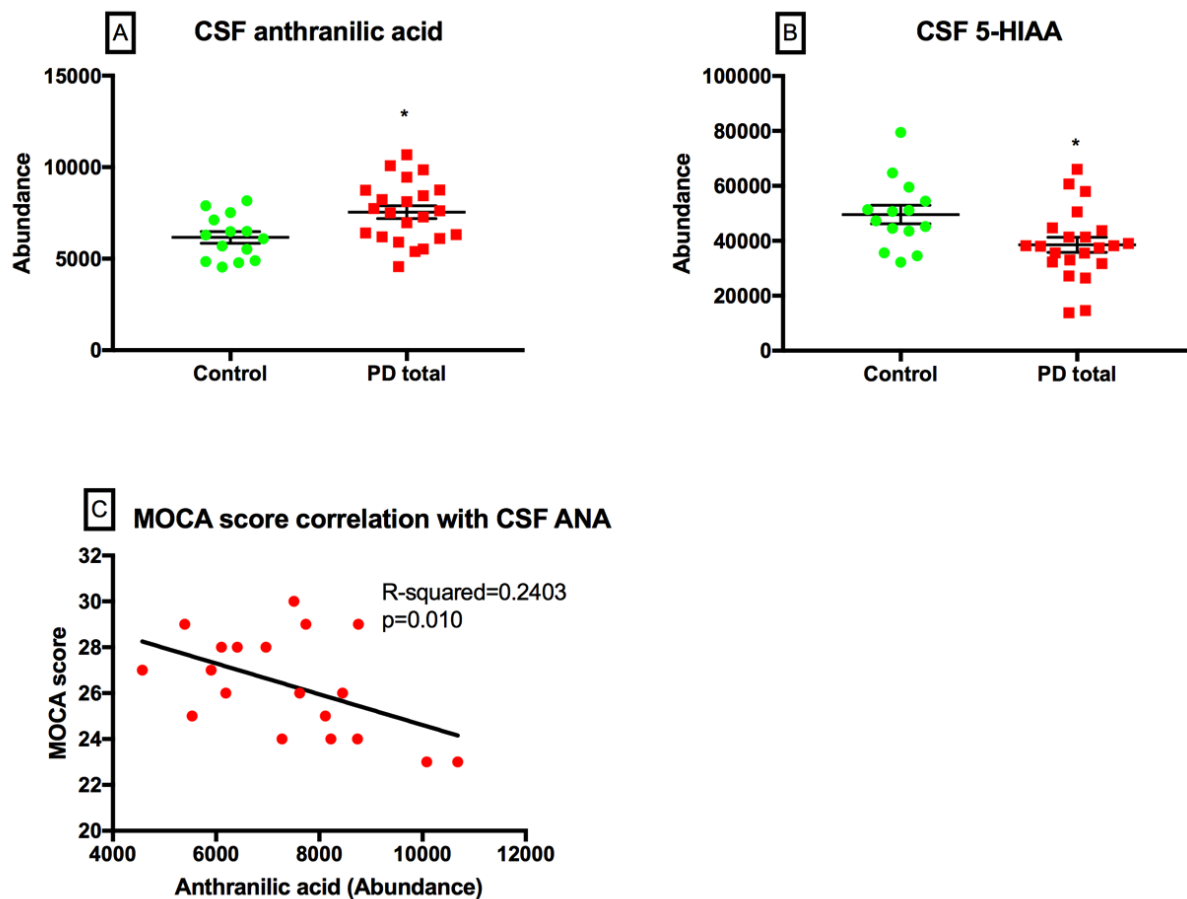 A
CSF anthranilic acid
15000
10000
5000
0
Abundance
*
Control
PD total
B
CSF 5-HIAA
100000
80000
60000
40000
20000
0
Abundance
*
Control
PD total
C
MOCA score correlation with CSF ANA
32
30
28
26
24
22
20
MOCA score
R-squared=0.2403
p=0.010
4000
6000
8000
10000
12000
Anthranilic acid (Abundance)